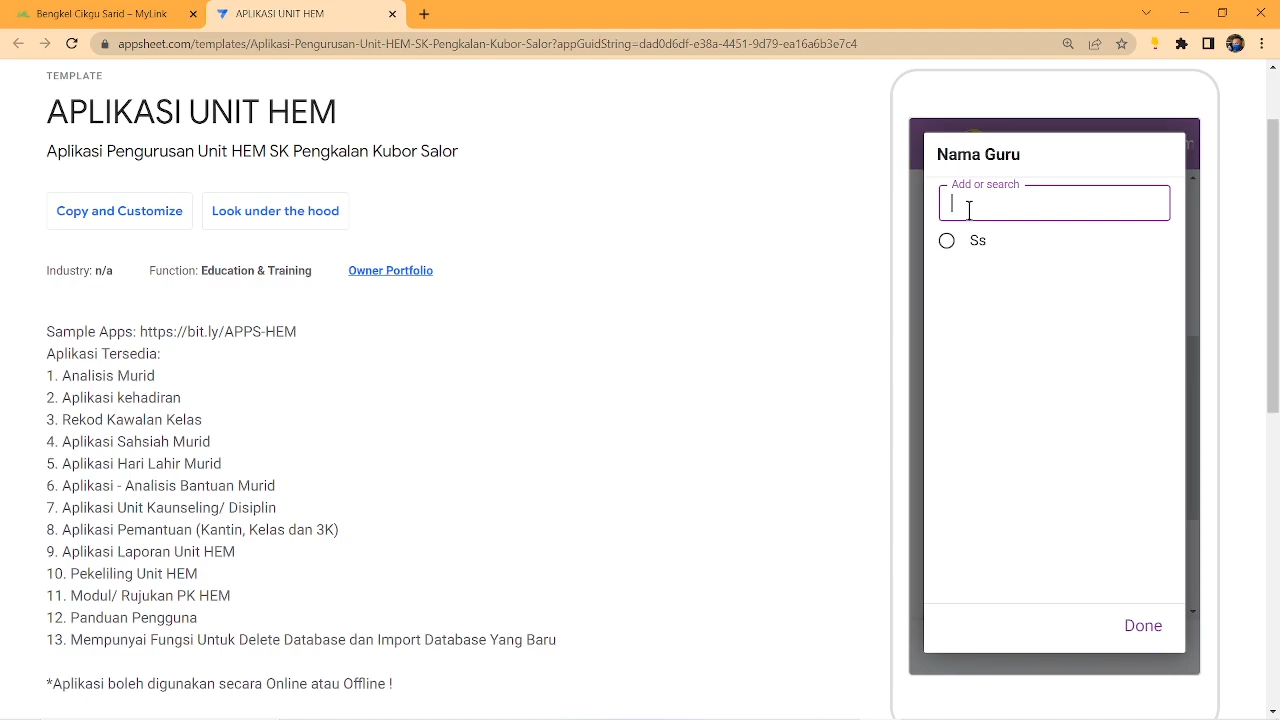 Bengkel Cikgu Sarid – MyLink
APLIKASI UNIT HEM
appsheet.com/templates/Aplikasi-Pengurusan-Unit-HEM-SK-Pengkalan-Kubor-Salor?appGuidString=dad0d6df-e38a-4451-9d79-ea16a6b3e7c4
TEMPLATE
APLIKASI UNIT HEM
Aplikasi Pengurusan Unit HEM SK Pengkalan Kubor Salor
Copy and Customize
Look under the hood
Industry: n/a
Function: Education & Training
Owner Portfolio
Sample Apps: https://bit.ly/APPS-HEM
Aplikasi Tersedia:
1. Analisis Murid
2. Aplikasi kehadiran
3. Rekod Kawalan Kelas
4. Aplikasi Sahsiah Murid
5. Aplikasi Hari Lahir Murid
6. Aplikasi - Analisis Bantuan Murid
7. Aplikasi Unit Kaunseling/ Disiplin
8. Aplikasi Pemantuan (Kantin, Kelas dan 3K)
9. Aplikasi Laporan Unit HEM
10. Pekeliling Unit HEM
11. Modul/ Rujukan PK HEM
12. Panduan Pengguna
13. Mempunyai Fungsi Untuk Delete Database dan Import Database Yang Baru
*Aplikasi boleh digunakan secara Online atau Offline !
Nama Guru
Add or search
Ss
Done